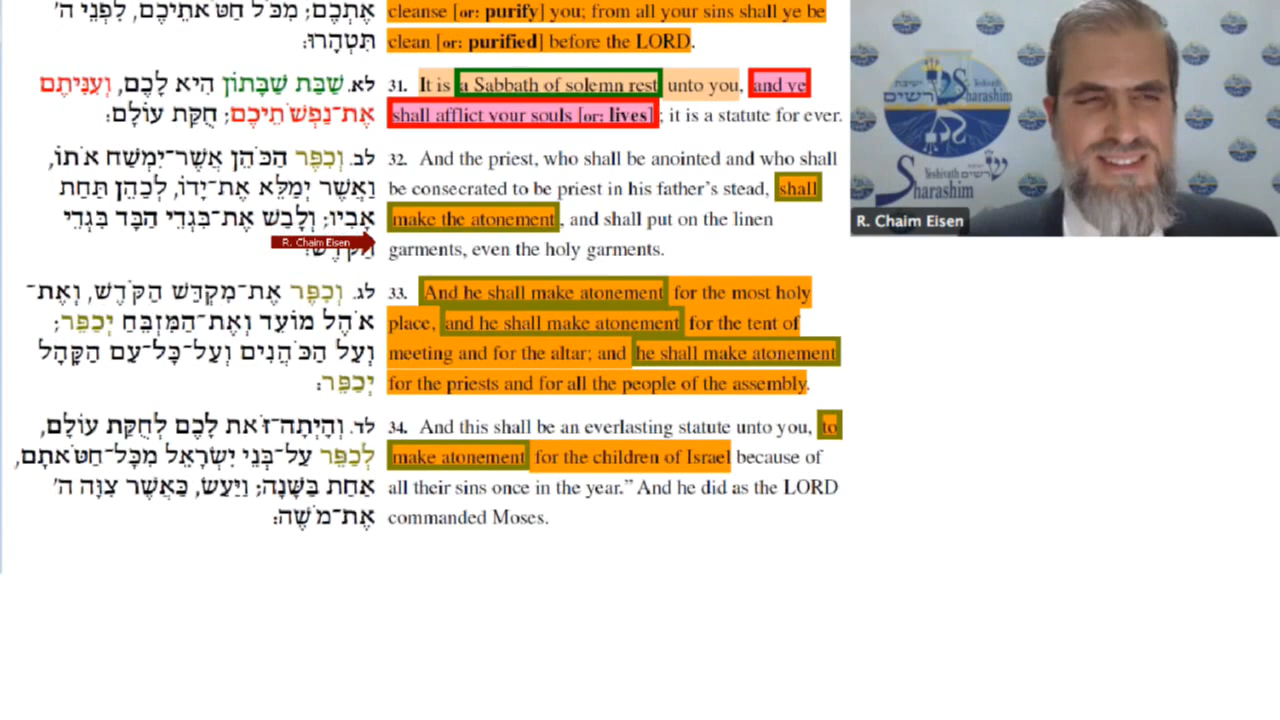 אֶתְכֶם; מִכֹּל חַטֹּאתֵיכֶם, לִפְנֵי ה׳
תִּטְהָרוּ:
לא. שַׁבַּת שַׁבָּתוֹן הִיא לָכֶם, וְעִנִּיתֶם
אֶת־נַפְשֹׁתֵיכֶם; חֻקַּת עוֹלָם:
לב. וְכִפֶּר הַכֹּהֵן אֲשֶׁר־יִמְשַׁח אֹתוֹ,
וַאֲשֶׁר יְמַלֵּא אֶת־יָדוֹ, לְכַהֵן תַּחַת
אָבִיו; וְלָבַשׁ אֶת־בִּגְדֵי הַבָּד בִּגְדֵי
R. Chaim Eisen
לג. וְכִפֶּר אֶת־מִקְדַּשׁ הַקֹּדֶשׁ, וְאֶת־
אֹהֶל מוֹעֵד וְאֶת־הַמִּזְבֵּחַ יְכַפֵּר;
וְעַל הַכֹּהֲנִים וְעַל־כָּל־עַם הַקָּהָל
יְכַפֵּר:
לד. וְהָיְתָה־זֹּאת לָכֶם לְחֻקַּת עוֹלָם,
לְכַפֵּר עַל־בְּנֵי יִשְׂרָאֵל מִכָּל־חַטֹּאתָם,
אַחַת בַּשָּׁנָה; וַיַּעַשׂ, כַּאֲשֶׁר צִוָּה ה׳
אֶת־מֹשֶׁה:
cleanse [or: purify] you; from all your sins shall ye be
clean [or: purified] before the LORD.
31. It is a Sabbath of solemn rest unto you, and ye
shall afflict your souls [or: lives]; it is a statute for ever.
32. And the priest, who shall be anointed and who shall
be consecrated to be priest in his father's stead, shall
make the atonement, and shall put on the linen
garments, even the holy garments.
33. And he shall make atonement for the most holy
place, and he shall make atonement for the tent of
meeting and for the altar; and he shall make atonement
for the priests and for all the people of the assembly.
34. And this shall be an everlasting statute unto you, to
make atonement for the children of Israel because of
all their sins once in the year.” And he did as the LORD
commanded Moses.
ישיבת
שרשים
Yeshivath
Sharashim
שרשים
Sharashim
R. Chaim Eisen